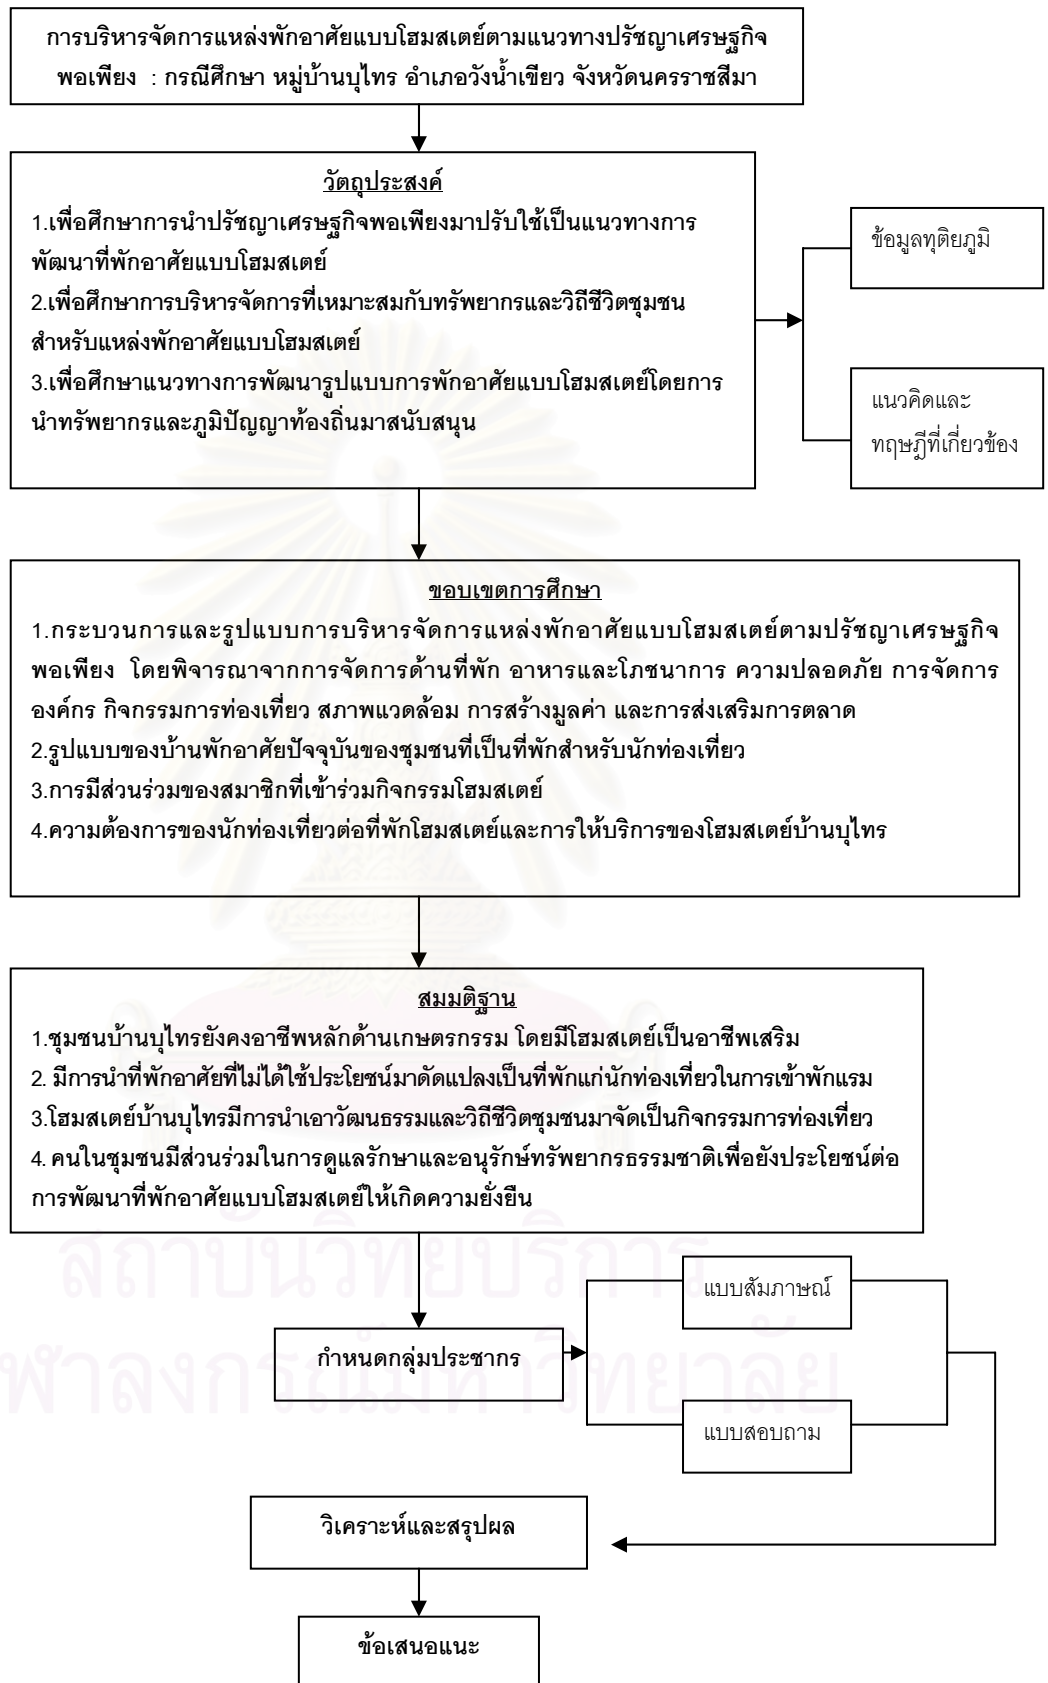 การบริหารจัดการแหล่งพักอาศัยแบบโฮมสเตย์ตามแนวทางปรัชญาเศรษฐกิจ
พอเพียง : กรณีศึกษา หมู่บ้านบุไทร อำเภอวังน้ำเขียว จังหวัดนครราชสีมา
วัตถุประสงค์
1.เพื่อศึกษาการนำปรัชญาเศรษฐกิจพอเพียงมาปรับใช้เป็นแนวทางการ
พัฒนาที่พักอาศัยแบบโฮมสเตย์
2.เพื่อศึกษาการบริหารจัดการที่เหมาะสมกับทรัพยากรและวิถีชีวิตชุมชน
สำหรับแหล่งพักอาศัยแบบโฮมสเตย์
3.เพื่อศึกษาแนวทางการพัฒนารูปแบบการพักอาศัยแบบโฮมสเตย์โดยการ
นำทรัพยากรและภูมิปัญญาท้องถิ่นมาสนับสนุน
ข้อมูลทุติยภูมิ
แนวคิดและ
ทฤษฎีที่เกี่ยวข้อง
ขอบเขตการศึกษา
1.กระบวนการและรูปแบบการบริหารจัดการแหล่งพักอาศัยแบบโฮมสเตย์ตามปรัชญาเศรษฐกิจ
พอเพียง โดยพิจารณาจากการจัดการด้านที่พัก อาหารและโภชนาการ ความปลอดภัย การจัดการ
องค์กร กิจกรรมการท่องเที่ยว สภาพแวดล้อม การสร้างมูลค่า และการส่งเสริมการตลาด
2.รูปแบบของบ้านพักอาศัยปัจจุบันของชุมชนที่เป็นที่พักสำหรับนักท่องเที่ยว
3.การมีส่วนร่วมของสมาชิกที่เข้าร่วมกิจกรรมโฮมสเตย์
4.ความต้องการของนักท่องเที่ยวต่อที่พักโฮมสเตย์และการให้บริการของโฮมสเตย์บ้านบุไทร
สมมติฐาน
1.ชุมชนบ้านบุไทรยังคงอาชีพหลักด้านเกษตรกรรม โดยมีโฮมสเตย์เป็นอาชีพเสริม
2. มีการนำที่พักอาศัยที่ไม่ได้ใช้ประโยชน์มาดัดแปลงเป็นที่พักแก่นักท่องเที่ยวในการเข้าพักแรม
3.โฮมสเตย์บ้านบุไทรมีการนำเอาวัฒนธรรมและวิถีชีวิตชุมชนมาจัดเป็นกิจกรรมการท่องเที่ยว
4. คนในชุมชนมีส่วนร่วมในการดูแลรักษาและอนุรักษ์ทรัพยากรธรรมชาติเพื่อยังประโยชน์ต่อ
การพัฒนาที่พักอาศัยแบบโฮมสเตย์ให้เกิดความยั่งยืน
สถาบันวิทยบริการ
จุฬาลงกรณ์มหาวิทยาลัย
แบบสัมภาษณ์
กำหนดกลุ่มประชากร
แบบสอบถาม
วิเคราะห์และสรุปผล
ข้อเสนอแนะ